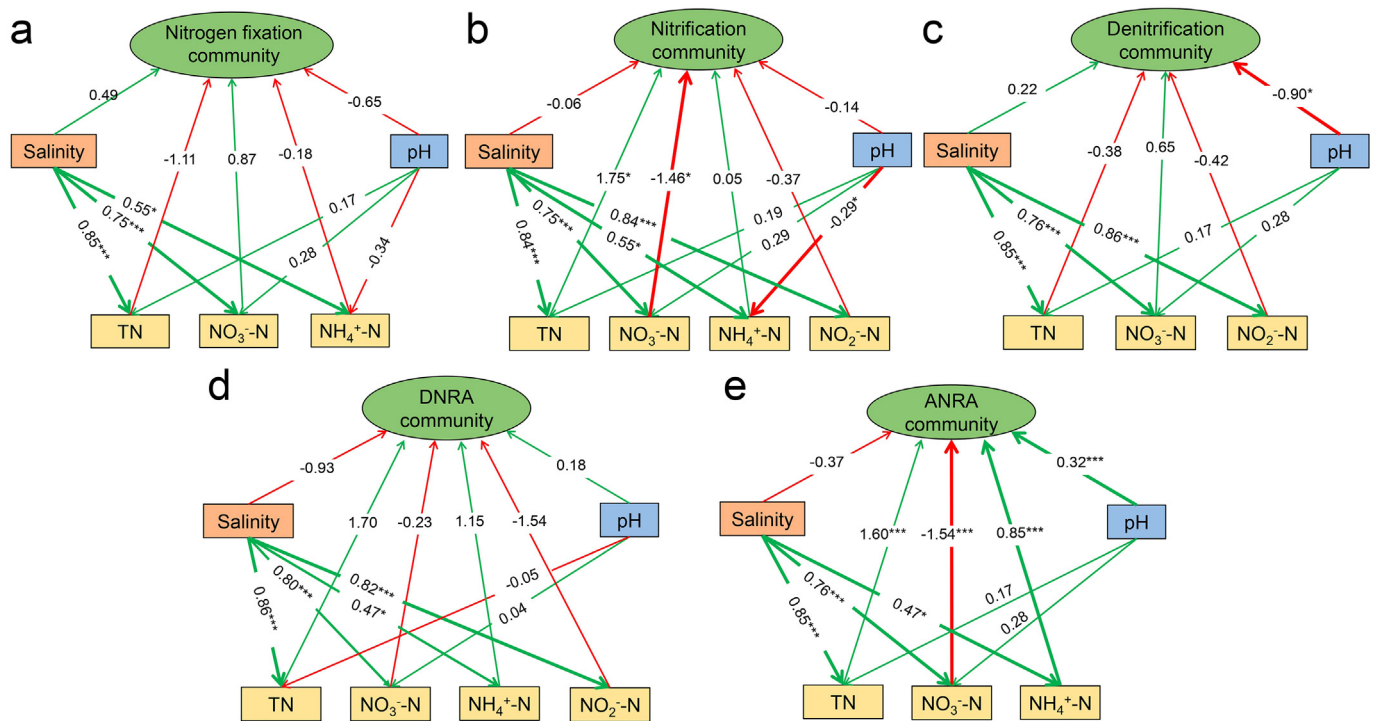 a
Nitrogen fixation
community
0.49
-0.65
Salinity
pH
-1.11
0.87
-0.18
0.55*
0.75***
0.85***
0.17
0.28
-0.34
TN
NO₃⁻-N
NH₄⁺-N
b
Nitrification
community
-0.06
-0.14
Salinity
pH
1.75*
-1.46*
0.05
-0.37
0.84***
0.75***
0.55*
0.84***
0.19
0.29
-0.29*
TN
NO₃⁻-N
NH₄⁺-N
NO₂⁻-N
c
Denitrification
community
0.22
-0.90*
Salinity
pH
-0.38
0.65
-0.42
0.76***
0.86***
0.85***
0.17
0.28
TN
NO₃⁻-N
NO₂⁻-N
d
DNRA
community
-0.93
0.18
Salinity
pH
1.70
-0.23
1.15
-1.54
0.82***
0.80***
0.47*
0.86***
-0.05
0.04
TN
NO₃⁻-N
NH₄⁺-N
NO₂⁻-N
e
ANRA
community
-0.37
0.32***
Salinity
pH
1.60***
-1.54***
0.85***
0.76***
0.47*
0.85***
0.17
0.28
TN
NO₃⁻-N
NH₄⁺-N